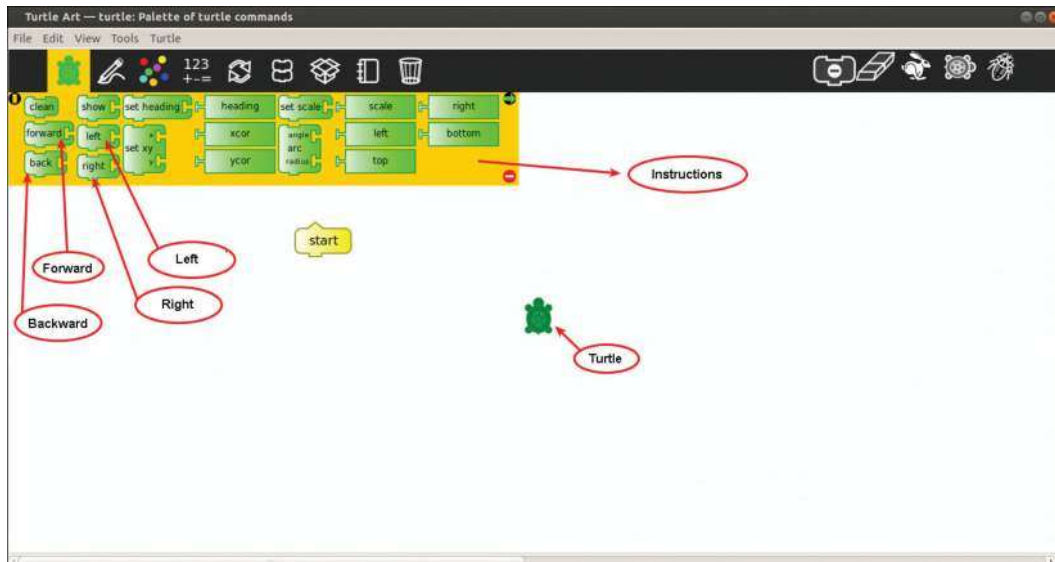 Turtle Art — turtle: Palette of turtle commands
File Edit View Tools Turtle
123
+-=
clean show set heading heading set scale scale right
forward left x xcor angle left bottom
set xy arc
back right y ycor radius top
Instructions
start
Forward
Left
Right
Backward
Turtle